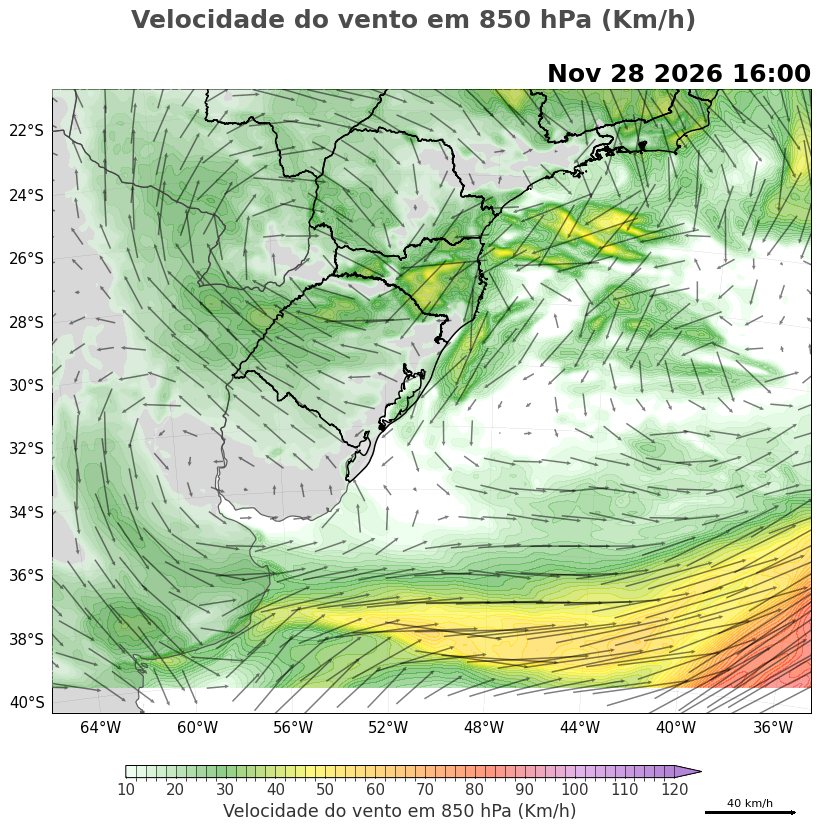 Velocidade do vento em 850 hPa (Km/h)
Nov 28 2026 16:00
22°S
24°S
26°S
28°S
30°S
32°S
34°S
36°S
38°S
40°S
64°W 60°W 56°W 52°W 48°W 44°W 40°W 36°W
10 20 30 40 50 60 70 80 90 100 110 120
Velocidade do vento em 850 hPa (Km/h)
40 km/h